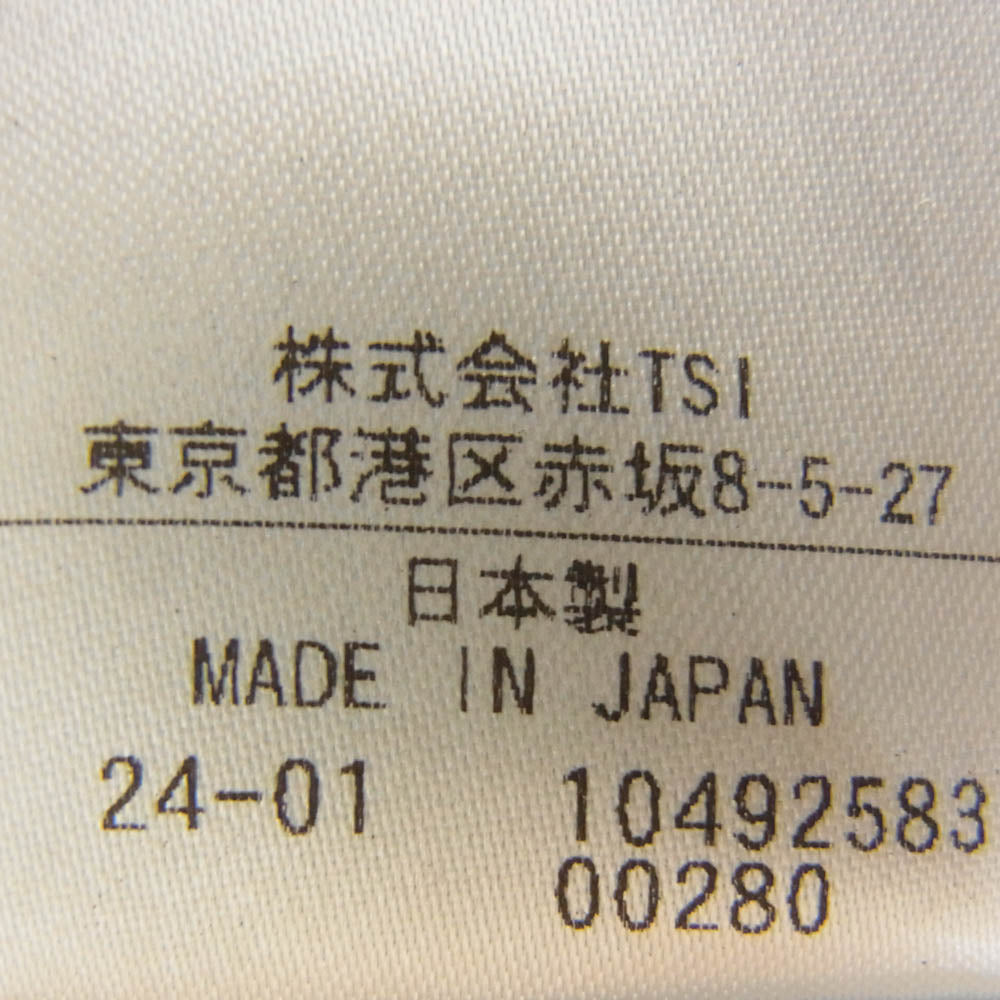 株式会社TSI
東京都港区赤坂8-5-27
日本製
MADE IN JAPAN
24-01 10492583
00280